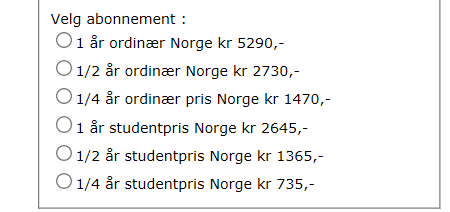 Velg abonnement :
1 år ordinær Norge kr 5290,-
1/2 år ordinær Norge kr 2730,-
1/4 år ordinær pris Norge kr 1470,-
1 år studentpris Norge kr 2645,-
1/2 år studentpris Norge kr 1365,-
1/4 år studentpris Norge kr 735,-